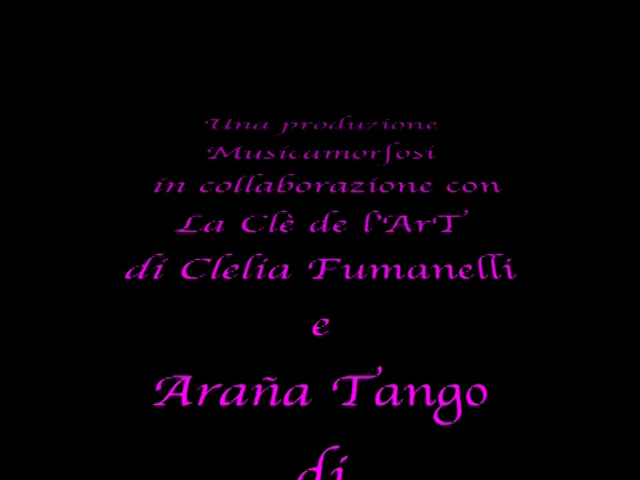 Una produzione
Musicamorfosi
in collaborazione con
La Clè de l'ArT
di Clelia Fumanelli
e
Araña Tango
di